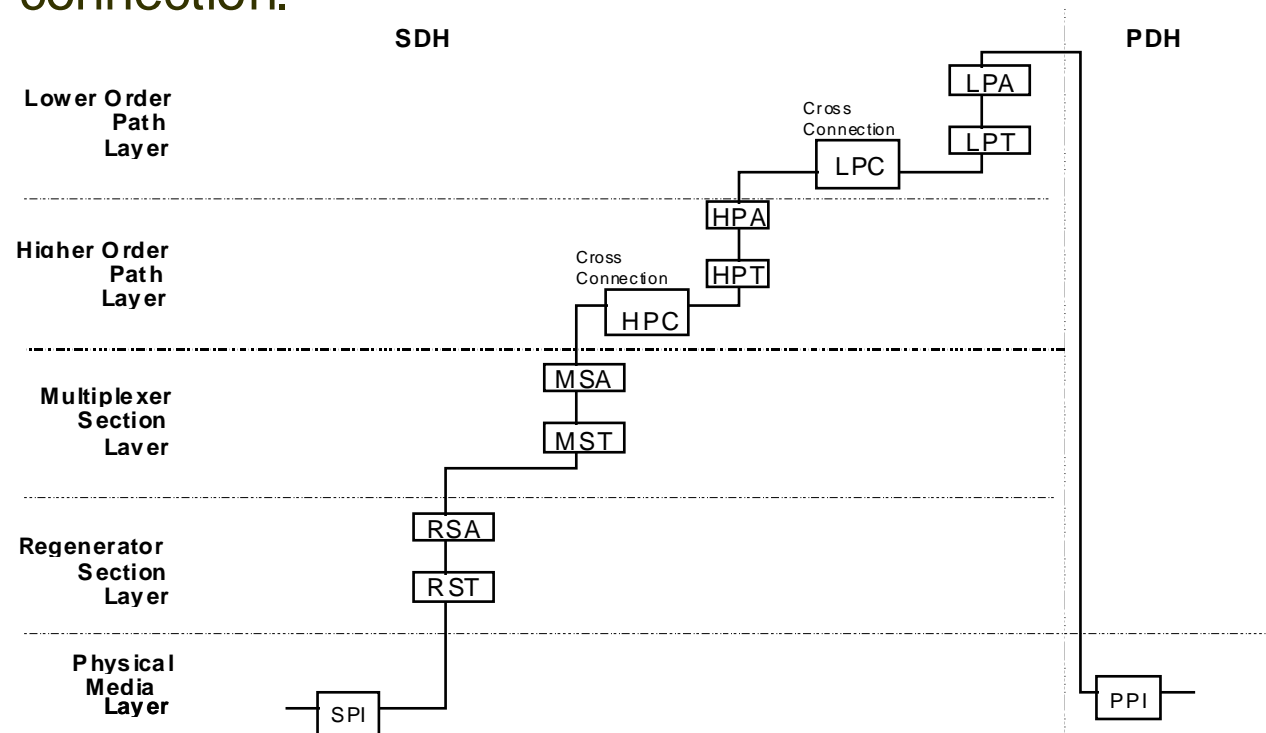 connection.
SDH
PDH
Lower Order
Path
Layer
LPA
Cross
Connection
LPT
LPC
HPA
Higher Order
Path
Layer
Cross
Connection
HPT
HPC
MSA
Multiplexer
Section
Layer
MST
RSA
Regenerator
Section
Layer
RST
Physical
Media
Layer
SPI
PPI